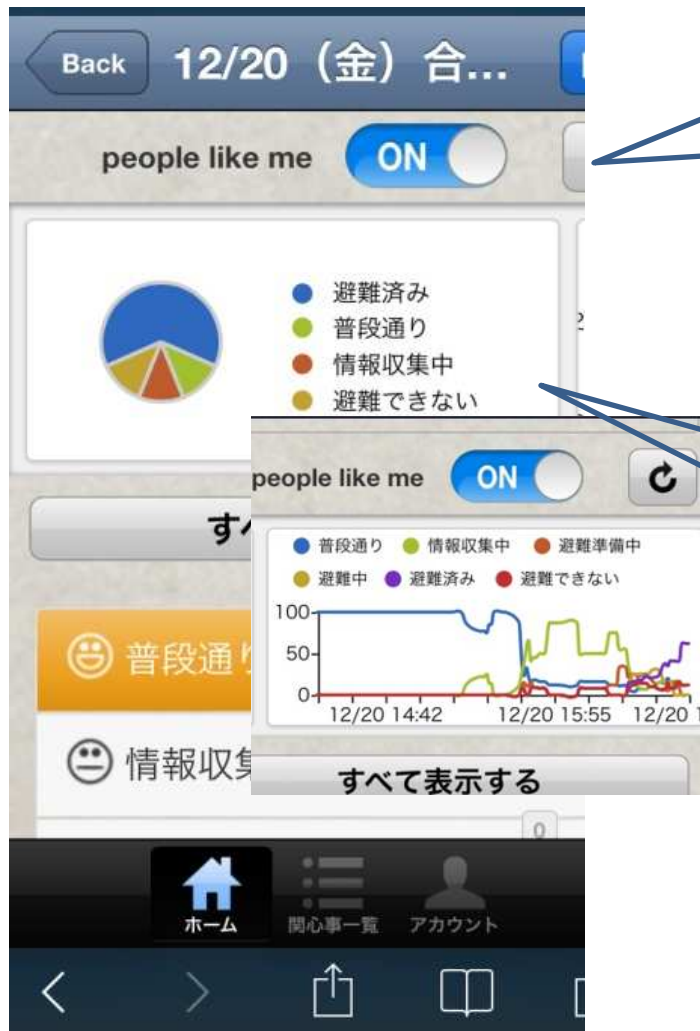 Back 12/20（金）合...
people like me ON
避難済み
普段通り
情報収集中
避難できない
people like me ON
普段通り 情報収集中 避難準備中
避難中 避難済み 避難できない
100
50
0
12/20 14:42 12/20 15:55 12/20
すべて表示する
す
普段通り
情報収
0
ホーム 関心事一覧 アカウント